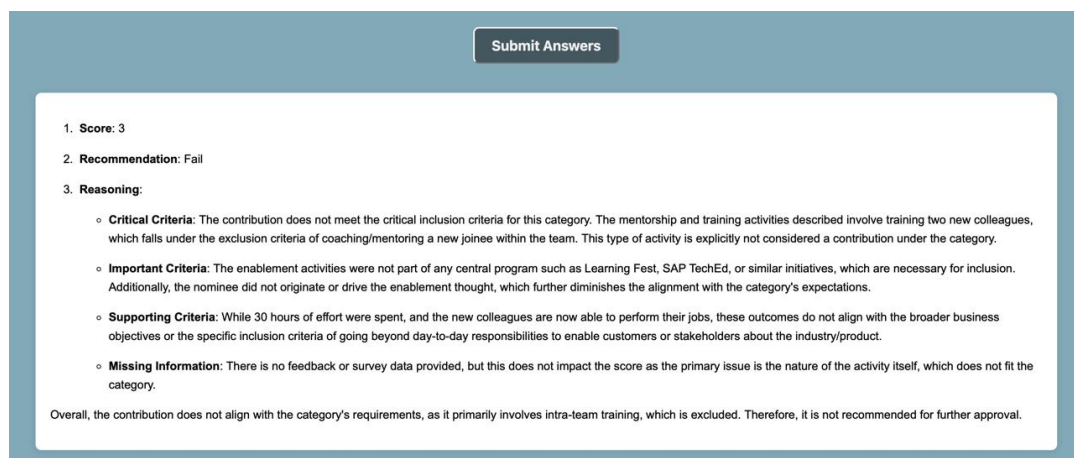 Submit Answers
1. Score: 3
2. Recommendation: Fail
3. Reasoning:
◦ Critical Criteria: The contribution does not meet the critical inclusion criteria for this category. The mentorship and training activities described involve training two new colleagues,
which falls under the exclusion criteria of coaching/mentoring a new joinee within the team. This type of activity is explicitly not considered a contribution under the category.
◦ Important Criteria: The enablement activities were not part of any central program such as Learning Fest, SAP TechEd, or similar initiatives, which are necessary for inclusion.
Additionally, the nominee did not originate or drive the enablement thought, which further diminishes the alignment with the category's expectations.
◦ Supporting Criteria: While 30 hours of effort were spent, and the new colleagues are now able to perform their jobs, these outcomes do not align with the broader business
objectives or the specific inclusion criteria of going beyond day-to-day responsibilities to enable customers or stakeholders about the industry/product.
◦ Missing Information: There is no feedback or survey data provided, but this does not impact the score as the primary issue is the nature of the activity itself, which does not fit the
category.
Overall, the contribution does not align with the category's requirements, as it primarily involves intra-team training, which is excluded. Therefore, it is not recommended for further approval.